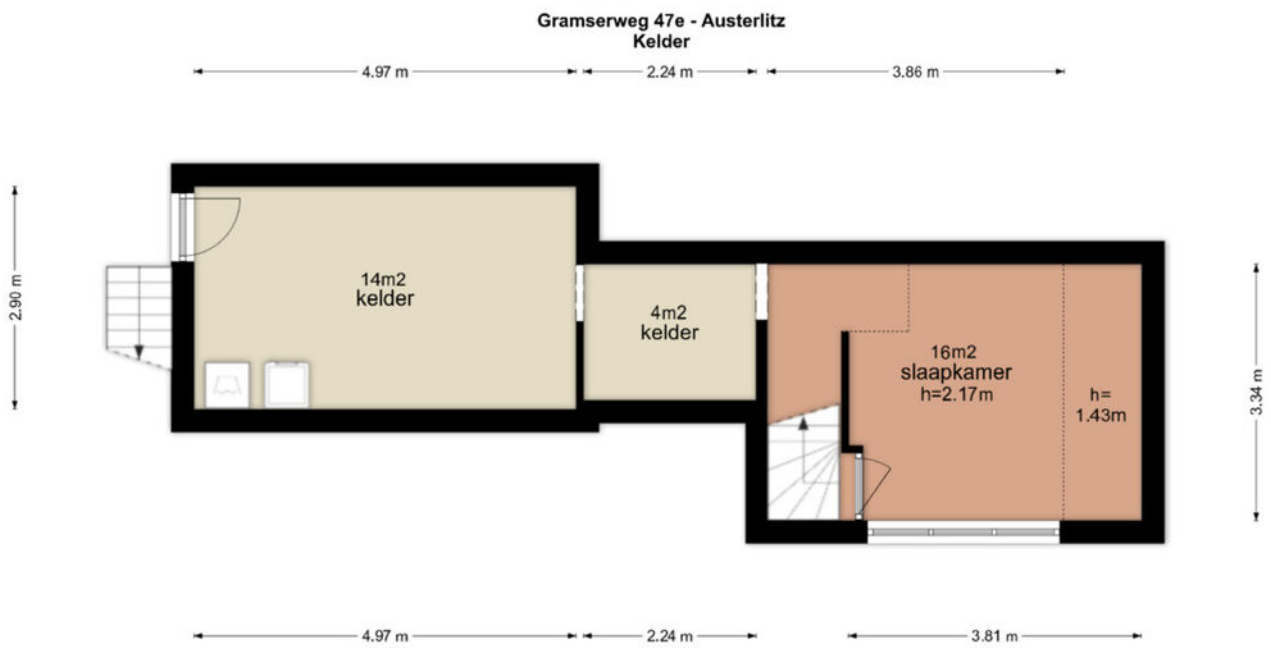 Gramserweg 47e - Austerlitz
Kelder
4.97 m
2.24 m
3.86 m
2.90 m
14m2
kelder
4m2
kelder
16m2
slaapkamer
h=2.17m
h=
1.43m
3.34 m
4.97 m
2.24 m
3.81 m